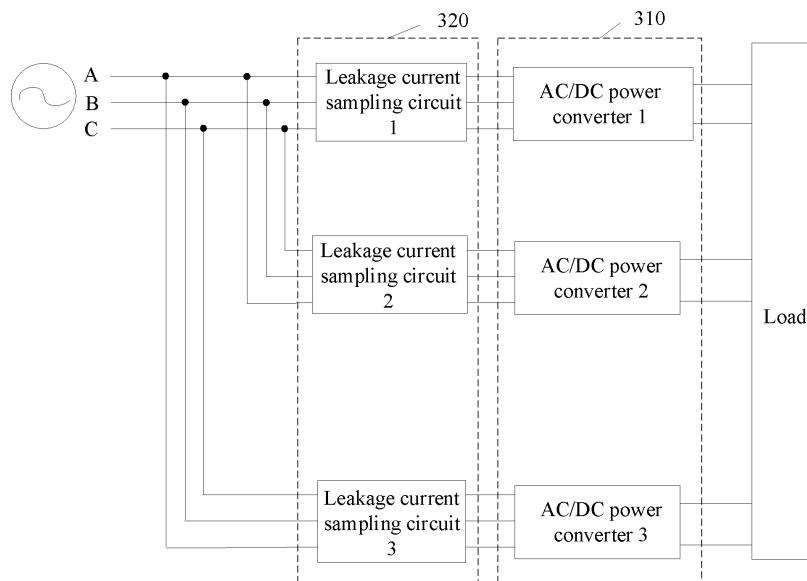 320
310
A
B
C
Leakage current
sampling circuit
1
AC/DC power
converter 1
Leakage current
sampling circuit
2
AC/DC power
converter 2
Load
Leakage current
sampling circuit
3
AC/DC power
converter 3